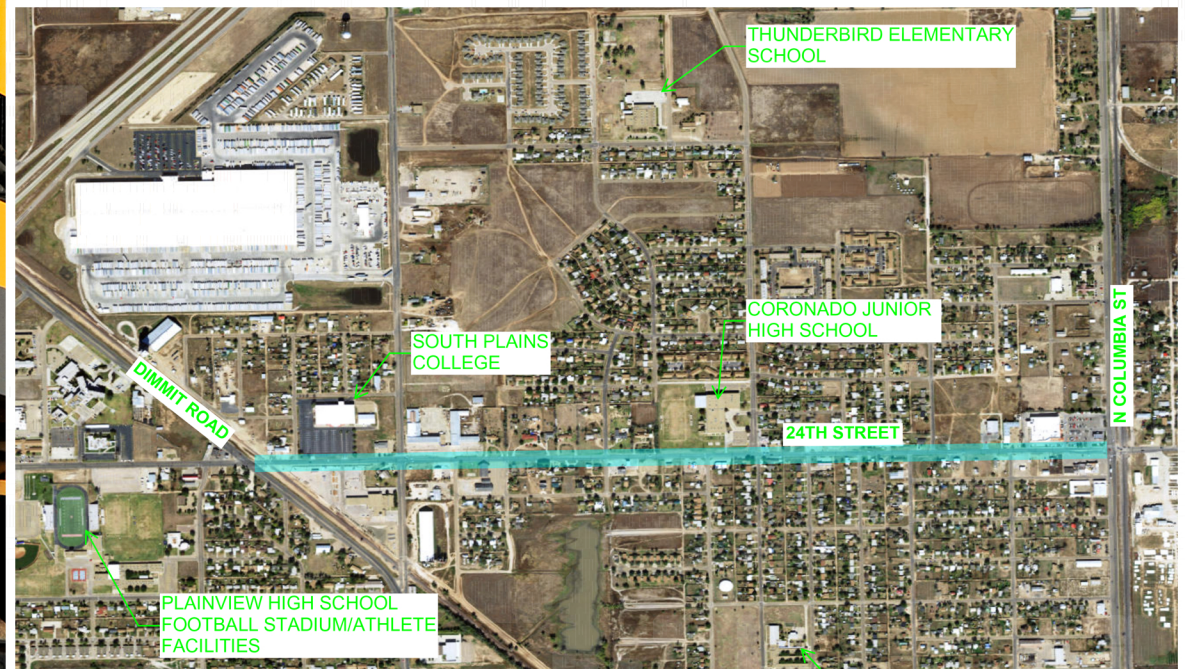 THUNDERBIRD ELEMENTARY
SCHOOL
CORONADO JUNIOR
HIGH SCHOOL
SOUTH PLAINS
COLLEGE
DIMMIT ROAD
N COLUMBIA ST
24TH STREET
PLAINVIEW HIGH SCHOOL
FOOTBALL STADIUM/ATHLETE
FACILITIES